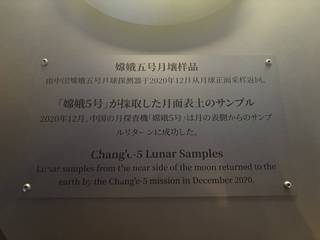 嫦娥五号月壤样品
由中国嫦娥五号月球探测器于2020年12月从月球正面采样返回。
「嫦娥5号」が採取した月面表土のサンプル
2020年12月、中国の月探査機「嫦娥5号」は月の表側からのサンプ
ルリターンに成功した。
Chang'e-5 Lunar Samples
Lunar samples from the near side of the moon returned to the
earth by the Chang'e-5 mission in December 2020.